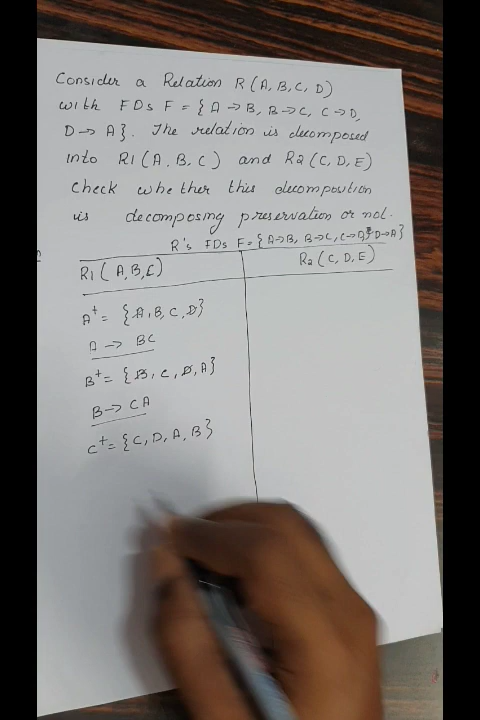 Consider a Relation R(A, B, C, D)
with FDs F = {A → B, B → C, C → D,
D → A}. The relation is decomposed
into R1(A, B, C) and R2(C, D, E)
Check whether this decomposition
is decomposing preservation or not.
R's FDs F = {A→B, B→C, C→D, D→A}
R1(A,B,C)
R2(C, D, E)
A⁺ = {A, B, C, D}
A → BC
B⁺ = {B, C, D, A}
B → CA
C⁺ = {C, D, A, B}